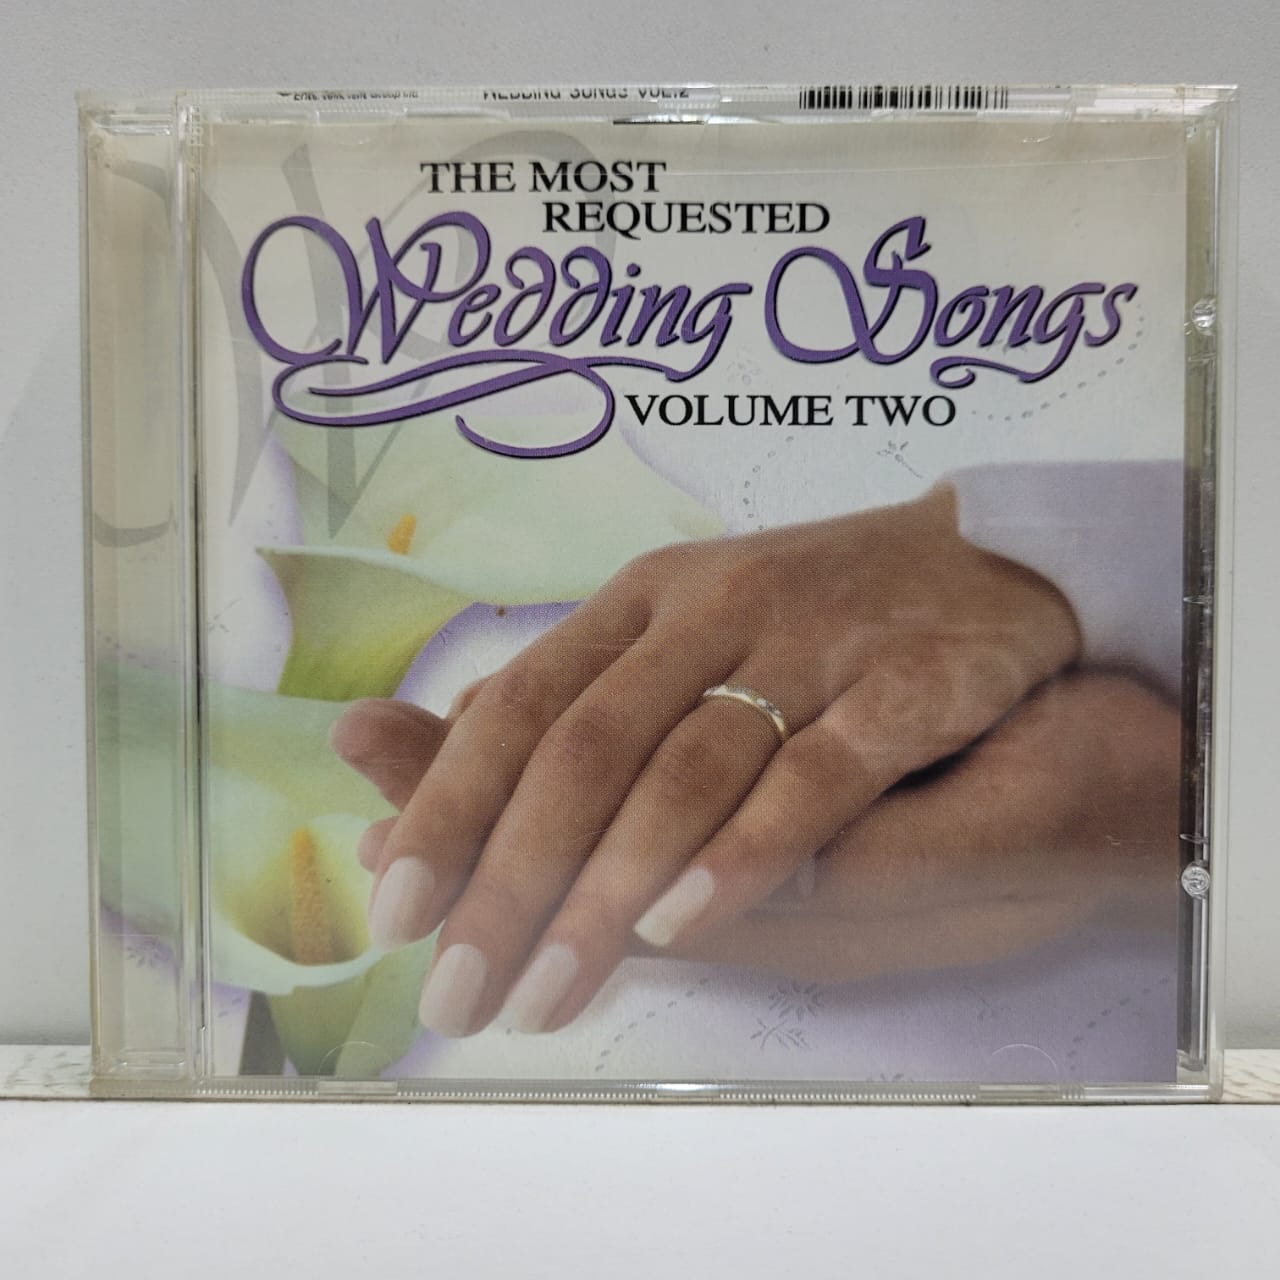 WEDDING SONGS VOL.2
THE MOST
REQUESTED
Wedding Songs
VOLUME TWO